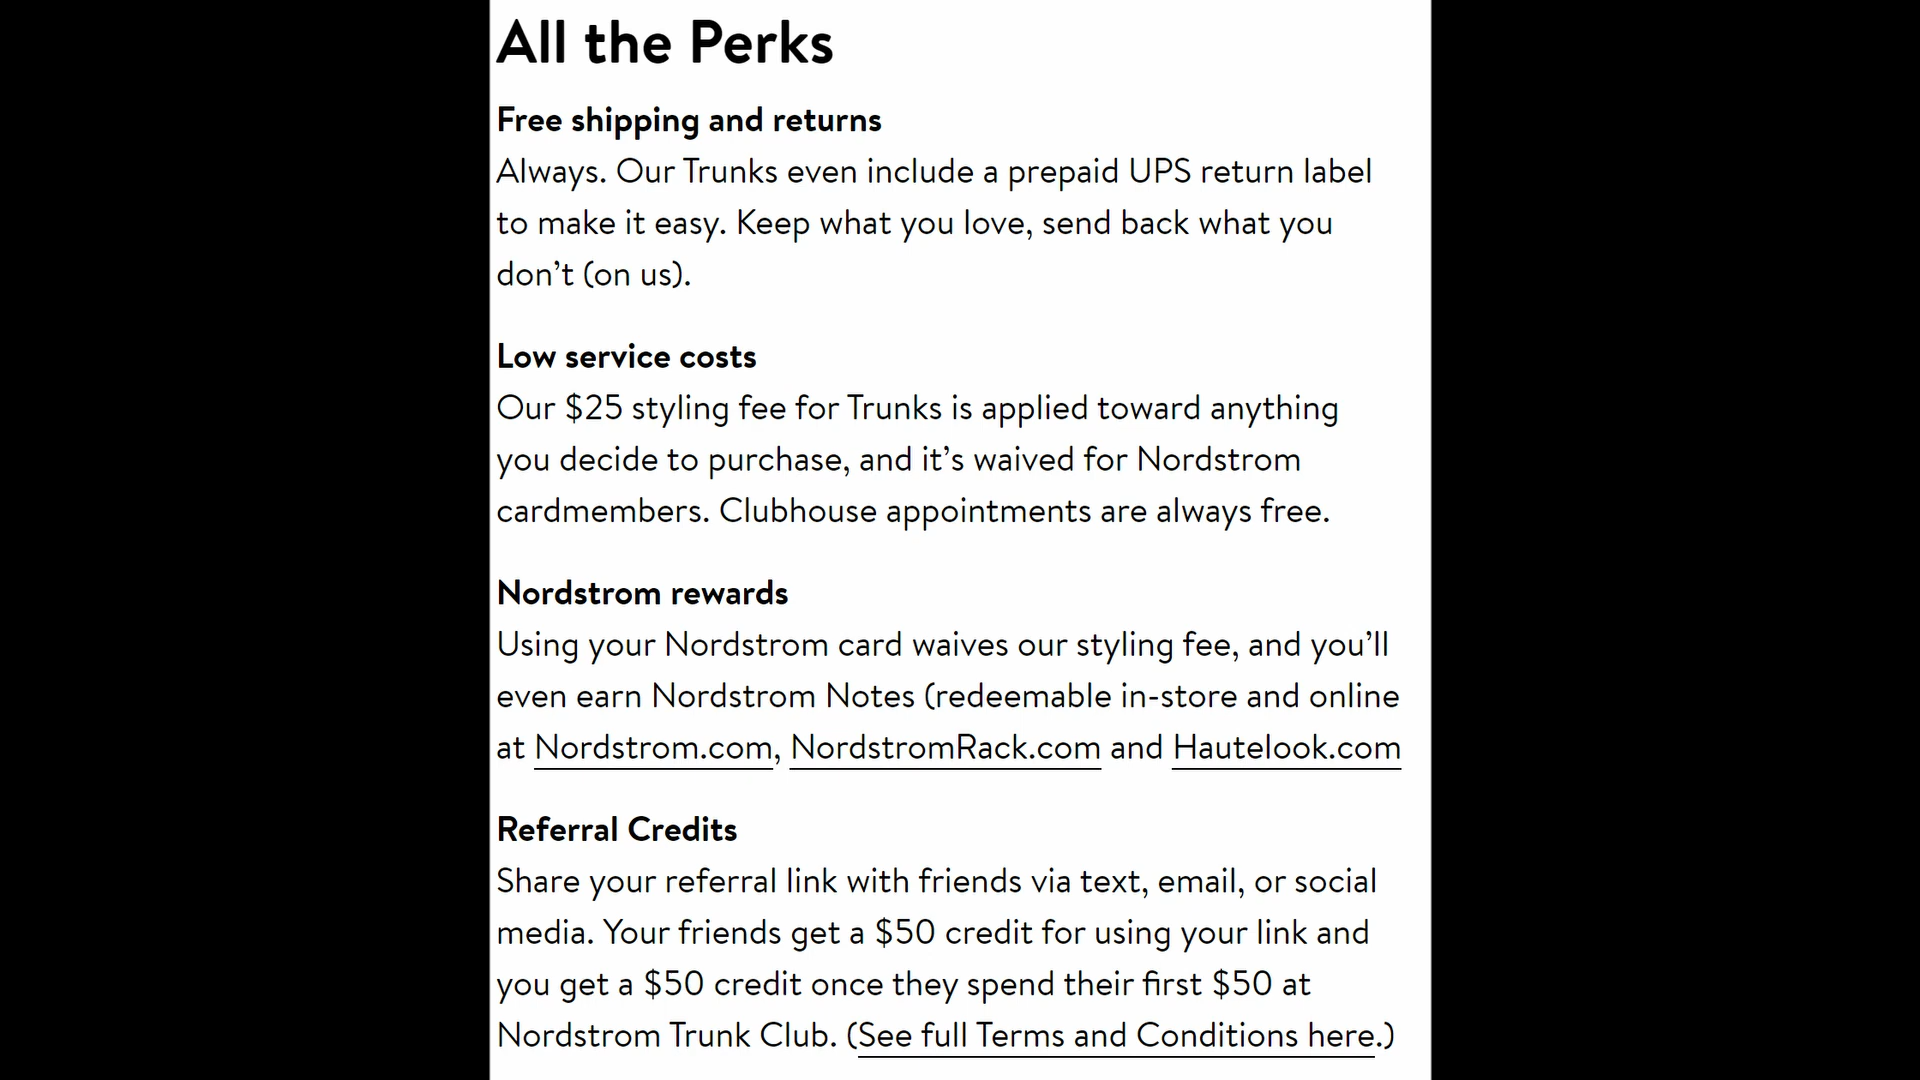 All the Perks
Free shipping and returns
Always. Our Trunks even include a prepaid UPS return label
to make it easy. Keep what you love, send back what you
don’t (on us).
Low service costs
Our $25 styling fee for Trunks is applied toward anything
you decide to purchase, and it’s waived for Nordstrom
cardmembers. Clubhouse appointments are always free.
Nordstrom rewards
Using your Nordstrom card waives our styling fee, and you’ll
even earn Nordstrom Notes (redeemable in-store and online
at Nordstrom.com, NordstromRack.com and Hautelook.com
Referral Credits
Share your referral link with friends via text, email, or social
media. Your friends get a $50 credit for using your link and
you get a $50 credit once they spend their first $50 at
Nordstrom Trunk Club. (See full Terms and Conditions here.)